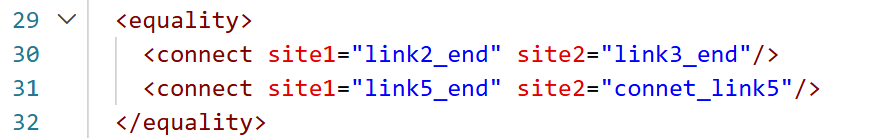 29 <equality>
30 <connect site1="link2_end" site2="link3_end"/>
31 <connect site1="link5_end" site2="connet_link5"/>
32 </equality>